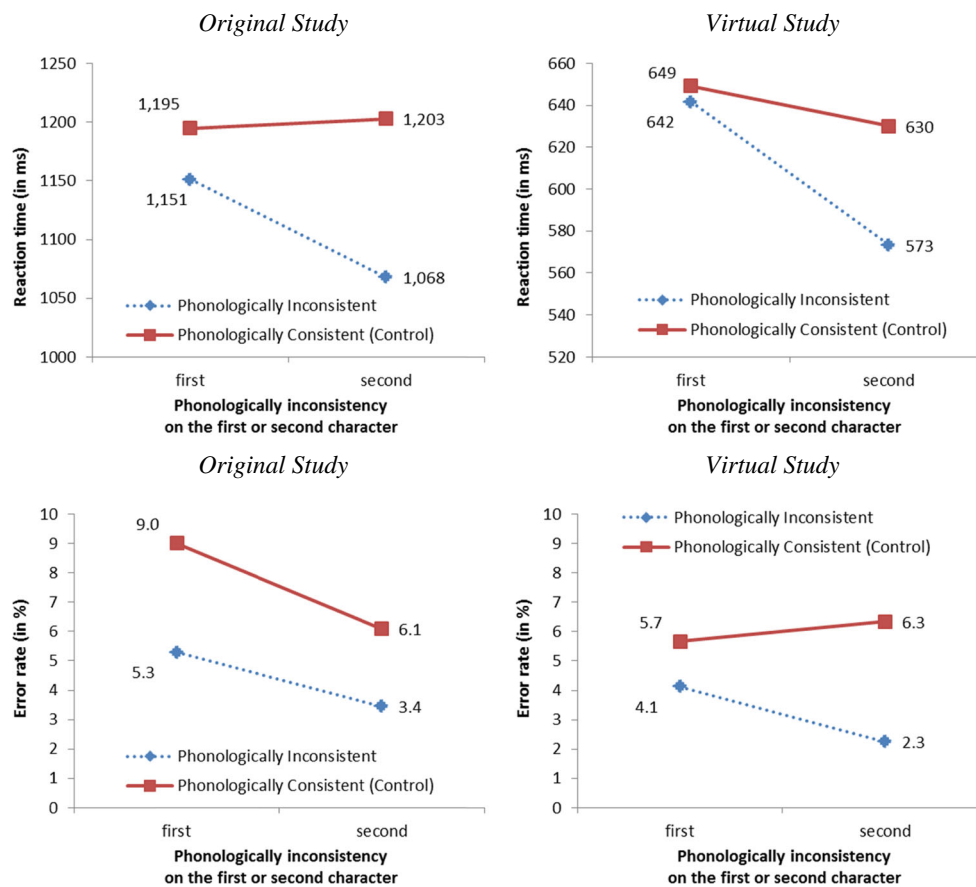 Original Study
Reaction time (in ms)
1250
1200
1150
1100
1050
1000
1,195
1,203
1,151
1,068
Phonologically Inconsistent
Phonologically Consistent (Control)
first
second
Phonologically inconsistency
on the first or second character
Virtual Study
Reaction time (in ms)
660
640
620
600
580
560
540
520
649
642
630
573
Phonologically Inconsistent
Phonologically Consistent (Control)
first
second
Phonologically inconsistency
on the first or second character
Original Study
Error rate (in %)
10
9
8
7
6
5
4
3
2
1
0
9.0
6.1
5.3
3.4
Phonologically Inconsistent
Phonologically Consistent (Control)
first
second
Phonologically inconsistency
on the first or second character
Virtual Study
Error rate (in %)
10
9
8
7
6
5
4
3
2
1
0
Phonologically Inconsistent
Phonologically Consistent (Control)
5.7
6.3
4.1
2.3
first
second
Phonologically inconsistency
on the first or second character